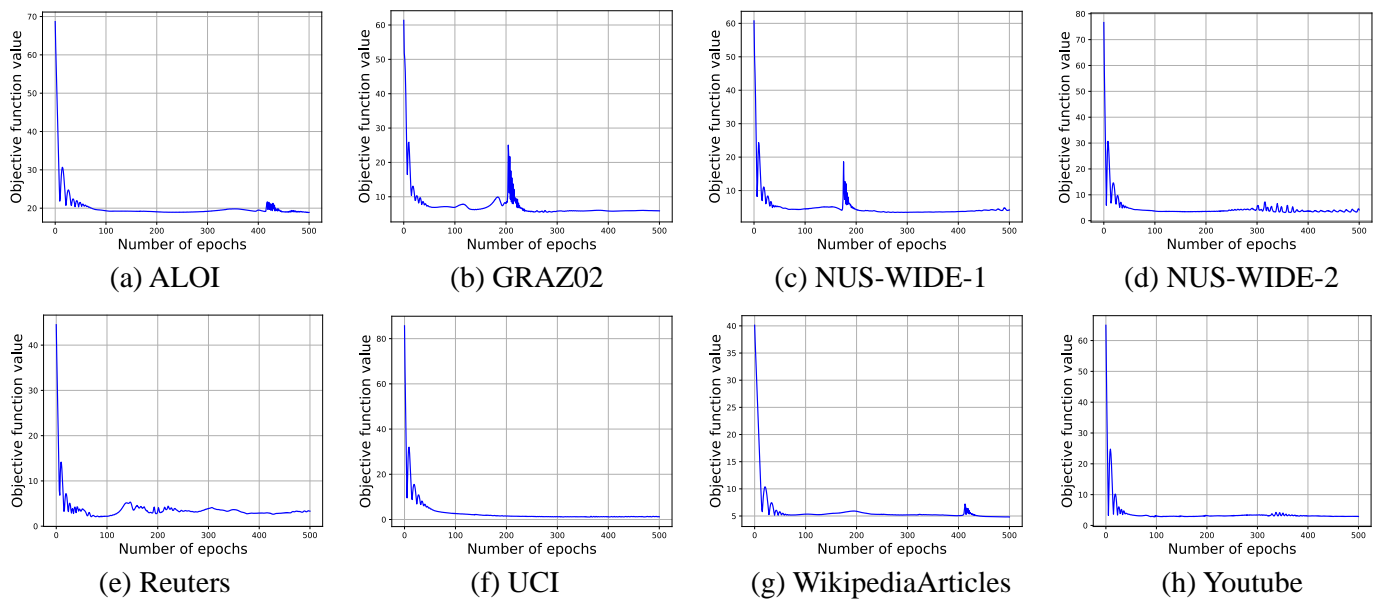 Objective function value
70
60
50
40
30
20
0 100 200 300 400 500
Number of epochs
(a) ALOI
Objective function value
60
50
40
30
20
10
0 100 200 300 400 500
Number of epochs
(b) GRAZ02
Objective function value
60
50
40
30
20
10
0 100 200 300 400 500
Number of epochs
(c) NUS-WIDE-1
Objective function value
80
70
60
50
40
30
20
10
0
0 100 200 300 400 500
Number of epochs
(d) NUS-WIDE-2
Objective function value
40
30
20
10
0
0 100 200 300 400 500
Number of epochs
(e) Reuters
Objective function value
80
60
40
20
0
0 100 200 300 400 500
Number of epochs
(f) UCI
Objective function value
40
35
30
25
20
15
10
5
0 100 200 300 400 500
Number of epochs
(g) WikipediaArticles
Objective function value
60
50
40
30
20
10
0
0 100 200 300 400 500
Number of epochs
(h) Youtube